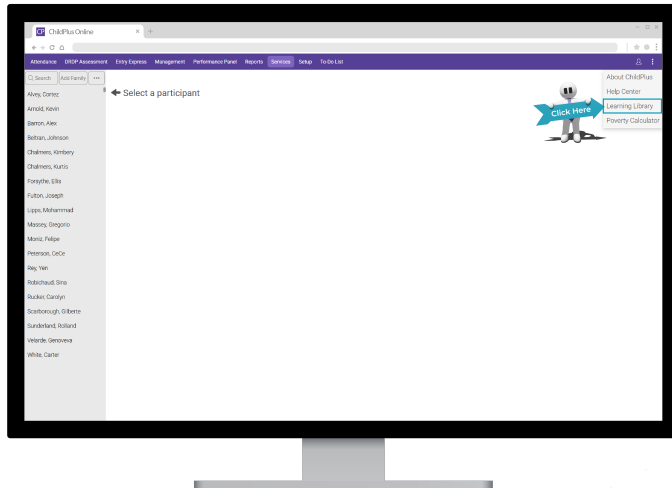 CP ChildPlus Online
Attendance DRDP Assessment Entry Express Management Performance Panel Reports Services Setup To-Do List
Search Add Family
Select a participant
Alvey, Cortez
Arnold, Kevin
Barron, Alex
Beltran, Johnson
Chalmers, Kimbery
Chalmers, Kurtis
Forsythe, Ellis
Fulton, Joseph
Lipps, Mohammad
Massey, Gregorio
Moniz, Felipe
Peterson, CeCe
Rey, Yen
Robichaud, Sina
Rucker, Carolyn
Scarborough, Gilberte
Sunderland, Rolland
Velarde, Genoveva
White, Carter
Click Here
About ChildPlus
Help Center
Learning Library
Poverty Calculator